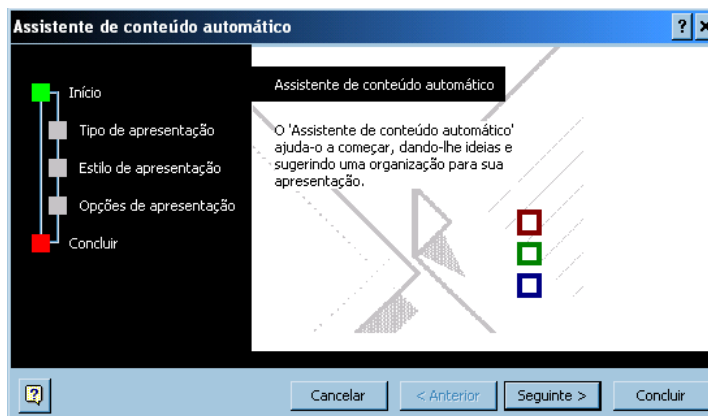 Assistente de conteúdo automático
Início
Tipo de apresentação
Estilo de apresentação
Opções de apresentação
Concluir
Assistente de conteúdo automático
O 'Assistente de conteúdo automático'
ajuda-o a começar, dando-lhe ideias e
sugerindo uma organização para sua
apresentação.
Cancelar
< Anterior
Seguinte >
Concluir